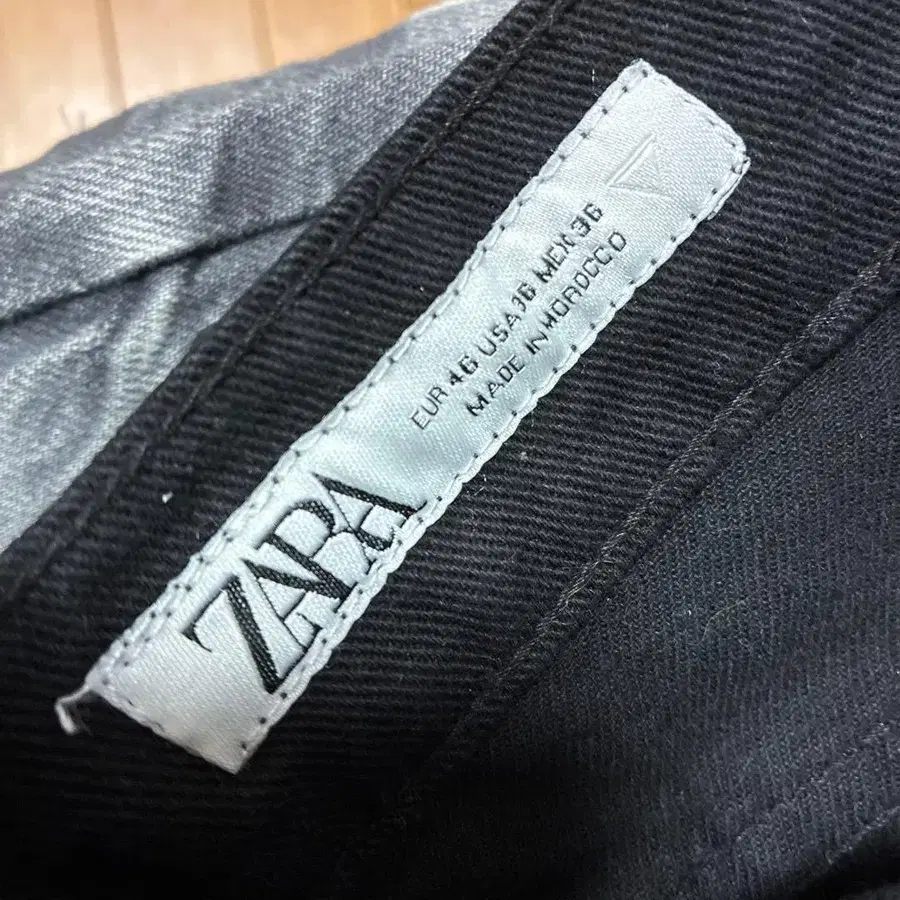 ZARA
EUR 46 USA 36 MEX 36
MADE IN MOROCCO